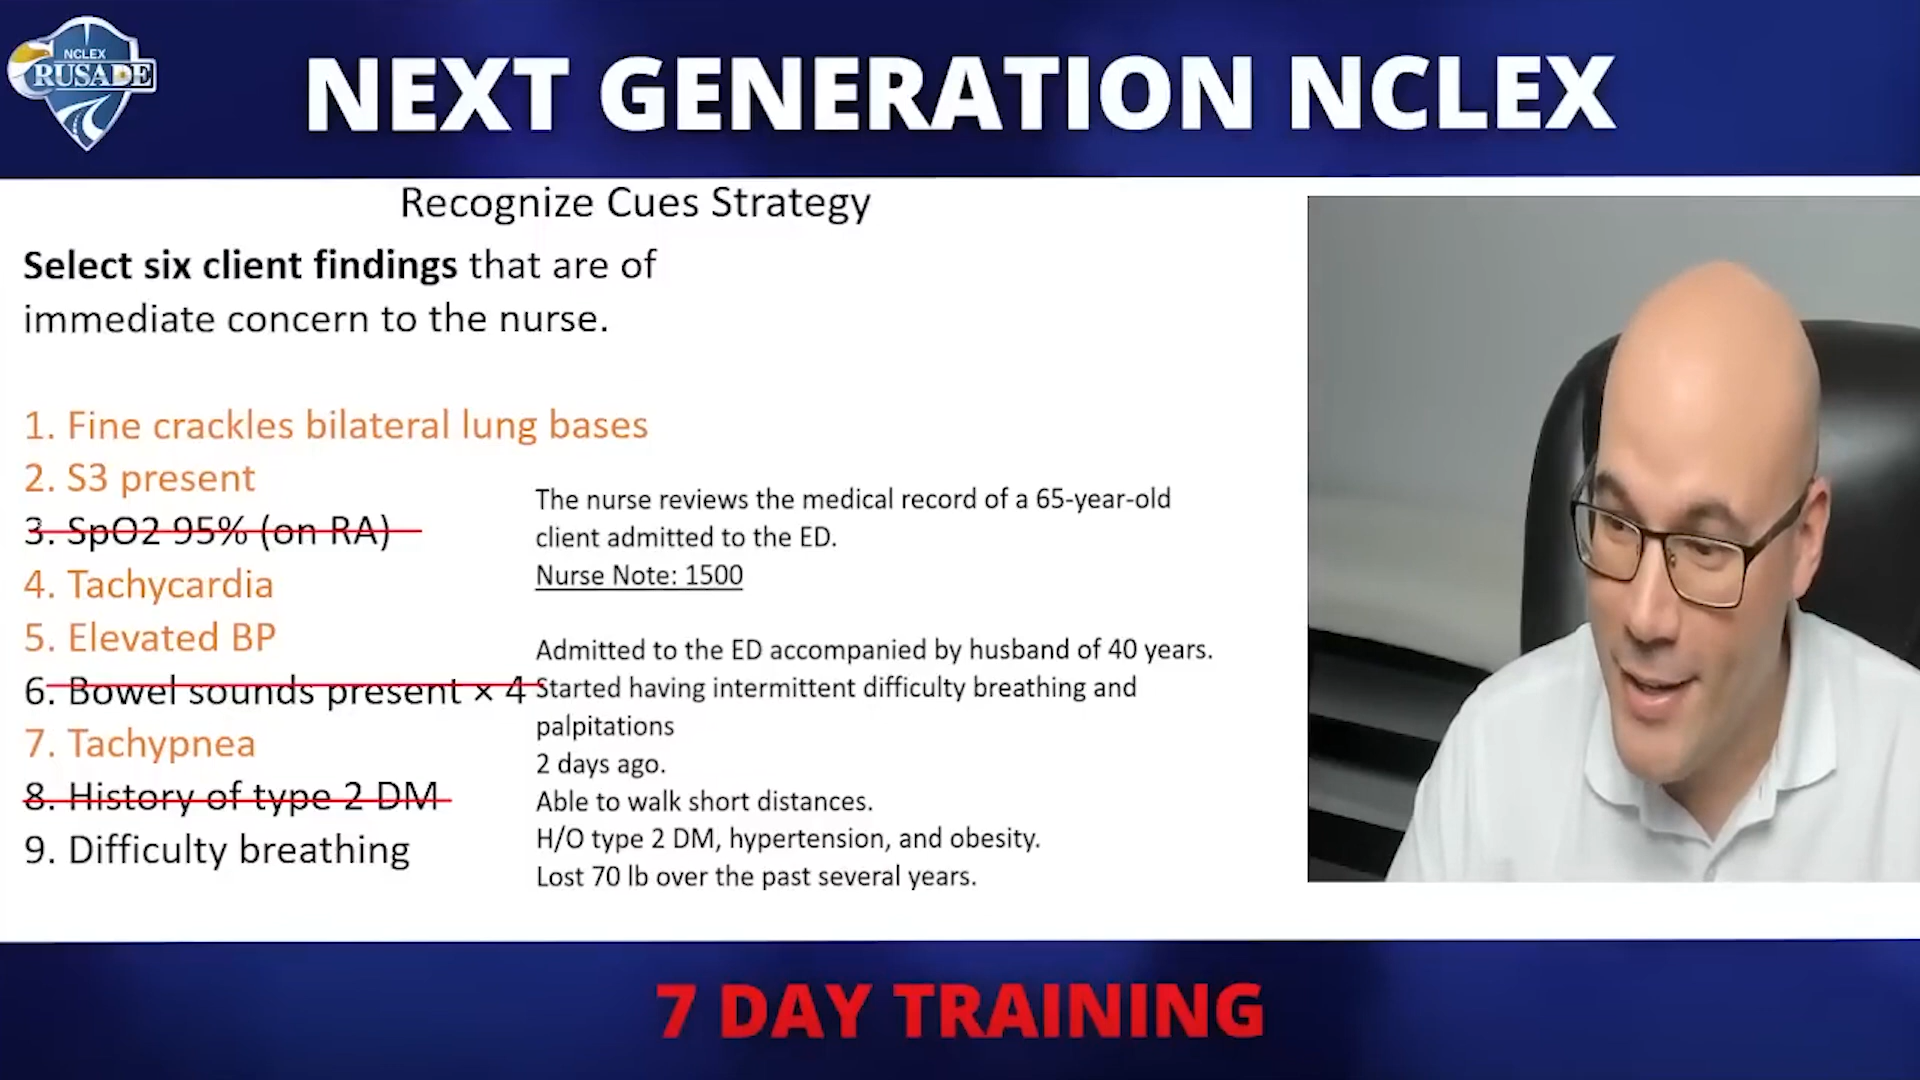 NCLEX
CRUSADE
NEXT GENERATION NCLEX
Recognize Cues Strategy
Select six client findings that are of
immediate concern to the nurse.
1. Fine crackles bilateral lung bases
2. S3 present
3. SpO2 95% (on RA)
4. Tachycardia
5. Elevated BP
6. Bowel sounds present × 4
7. Tachypnea
8. History of type 2 DM
9. Difficulty breathing
The nurse reviews the medical record of a 65-year-old
client admitted to the ED.
Nurse Note: 1500
Admitted to the ED accompanied by husband of 40 years.
Started having intermittent difficulty breathing and
palpitations
2 days ago.
Able to walk short distances.
H/O type 2 DM, hypertension, and obesity.
Lost 70 lb over the past several years.
7 DAY TRAINING